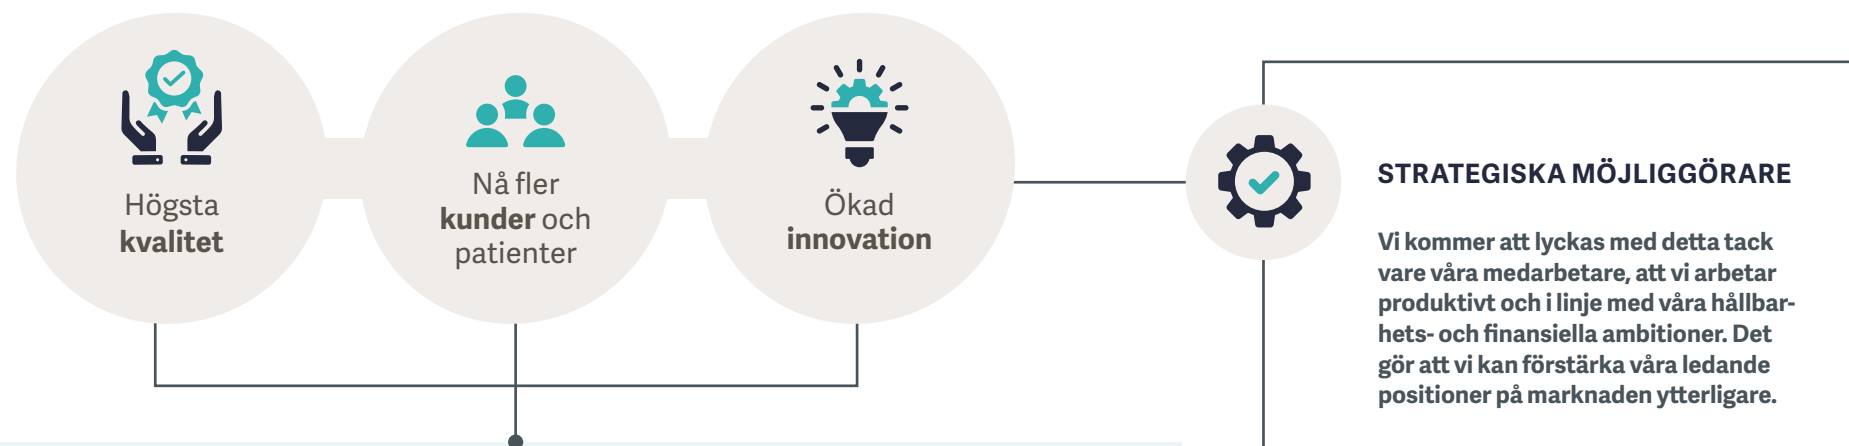 Högsta
kvalitet
Nå fler
kunder och
patienter
Ökad
innovation
STRATEGISKA MÖJLIGGÖRARE
Vi kommer att lyckas med detta tack
vare våra medarbetare, att vi arbetar
produktivt och i linje med våra hållbar-
hets- och finansiella ambitioner. Det
gör att vi kan förstärka våra ledande
positioner på marknaden ytterligare.